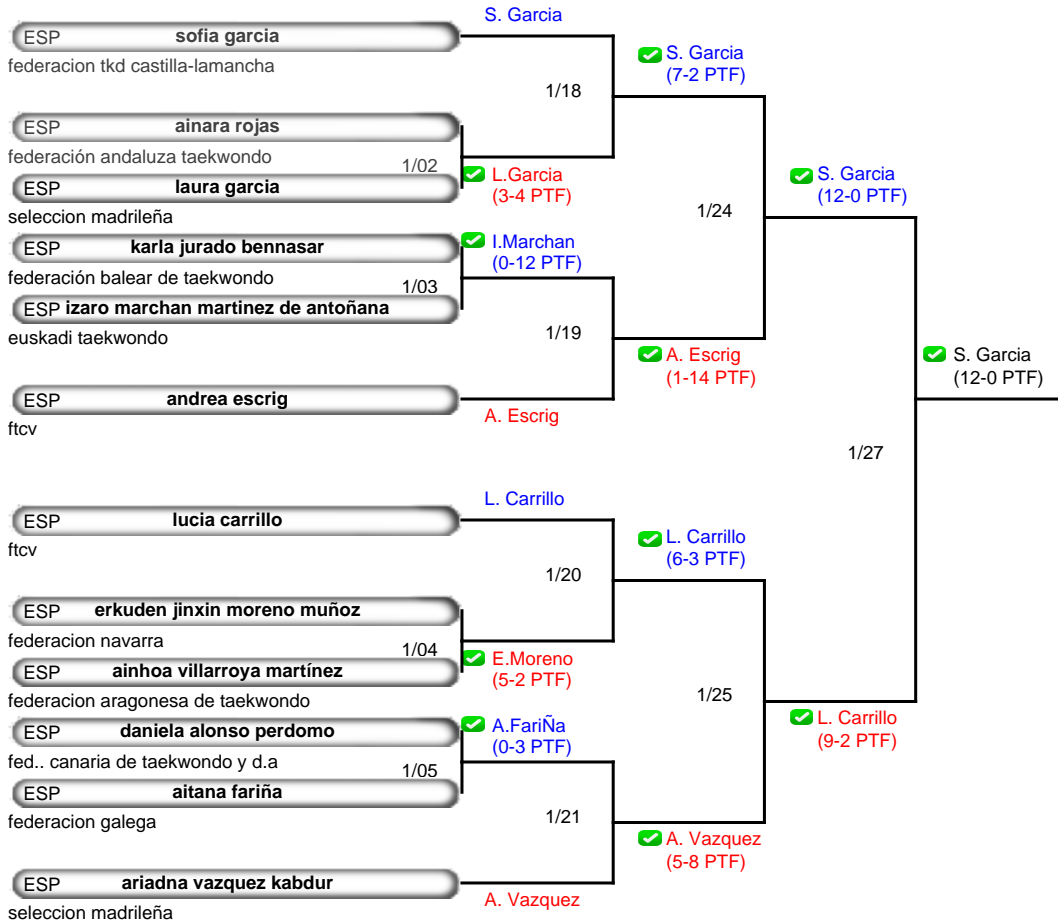 S. Garcia
ESP sofia garcia
federacion tkd castilla-lamancha
S. Garcia
(7-2 PTF)
1/18
ESP ainara rojas
federación andaluza taekwondo
1/02
L.Garcia
(3-4 PTF)
ESP laura garcia
seleccion madrileña
S. Garcia
(12-0 PTF)
1/24
ESP karla jurado bennasar
federación balear de taekwondo
I.Marchan
(0-12 PTF)
1/03
ESP izaro marchan martinez de antoñana
euskadi taekwondo
1/19
A. Escrig
(1-14 PTF)
S. Garcia
(12-0 PTF)
ESP andrea escrig
ftcv
A. Escrig
1/27
L. Carrillo
ESP lucia carrillo
ftcv
L. Carrillo
(6-3 PTF)
1/20
ESP erkuden jinxin moreno muñoz
federacion navarra
1/04
E.Moreno
(5-2 PTF)
ESP ainhoa villarroya martínez
federacion aragonesa de taekwondo
1/25
L. Carrillo
(9-2 PTF)
ESP daniela alonso perdomo
fed.. canaria de taekwondo y d.a
A.FariÑa
(0-3 PTF)
1/05
ESP aitana fariña
federacion galega
1/21
A. Vazquez
(5-8 PTF)
ESP ariadna vazquez kabdur
seleccion madrileña
A. Vazquez